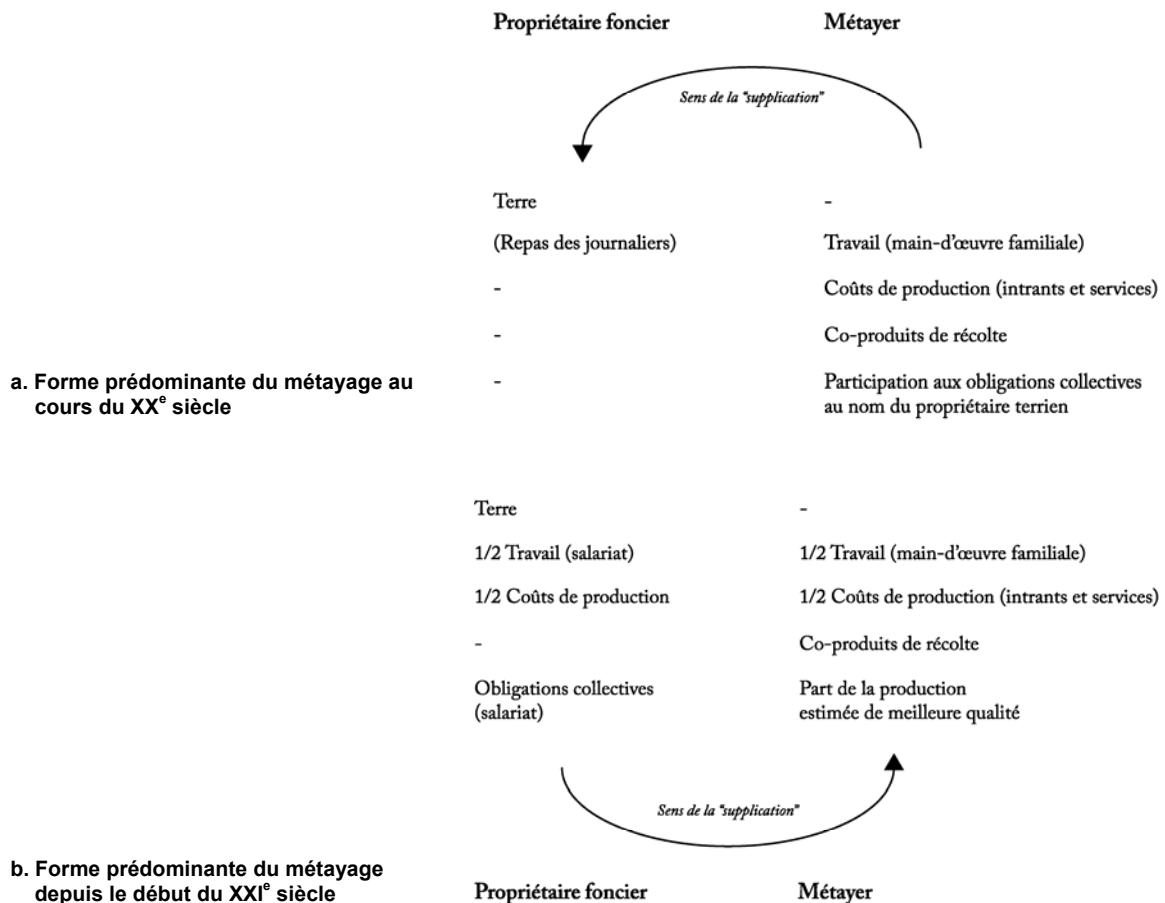 Propriétaire foncier Métayer
Sens de la "supplication"
Terre -
(Repas des journaliers) Travail (main-d'œuvre familiale)
- Coûts de production (intrants et services)
- Co-produits de récolte
a. Forme prédominante du métayage au
cours du XXe siècle
- Participation aux obligations collectives
au nom du propriétaire terrien
Terre -
1/2 Travail (salariat) 1/2 Travail (main-d'œuvre familiale)
1/2 Coûts de production 1/2 Coûts de production (intrants et services)
- Co-produits de récolte
Obligations collectives Part de la production
(salariat) estimée de meilleure qualité
Sens de la "supplication"
b. Forme prédominante du métayage
depuis le début du XXIe siècle
Propriétaire foncier Métayer